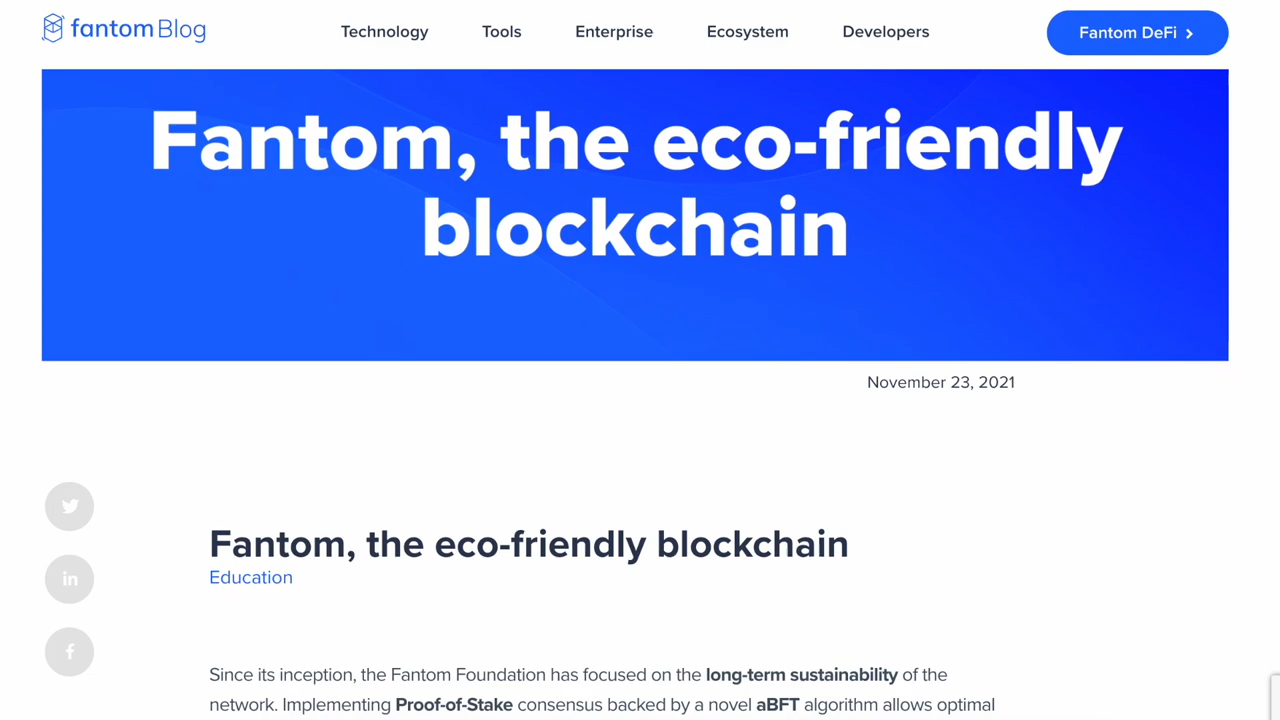 fantom Blog
Technology Tools Enterprise Ecosystem Developers Fantom DeFi
Fantom, the eco-friendly
blockchain
November 23, 2021
Fantom, the eco-friendly blockchain
Education
in
f
Since its inception, the Fantom Foundation has focused on the long-term sustainability of the
network. Implementing Proof-of-Stake consensus backed by a novel aBFT algorithm allows optimal